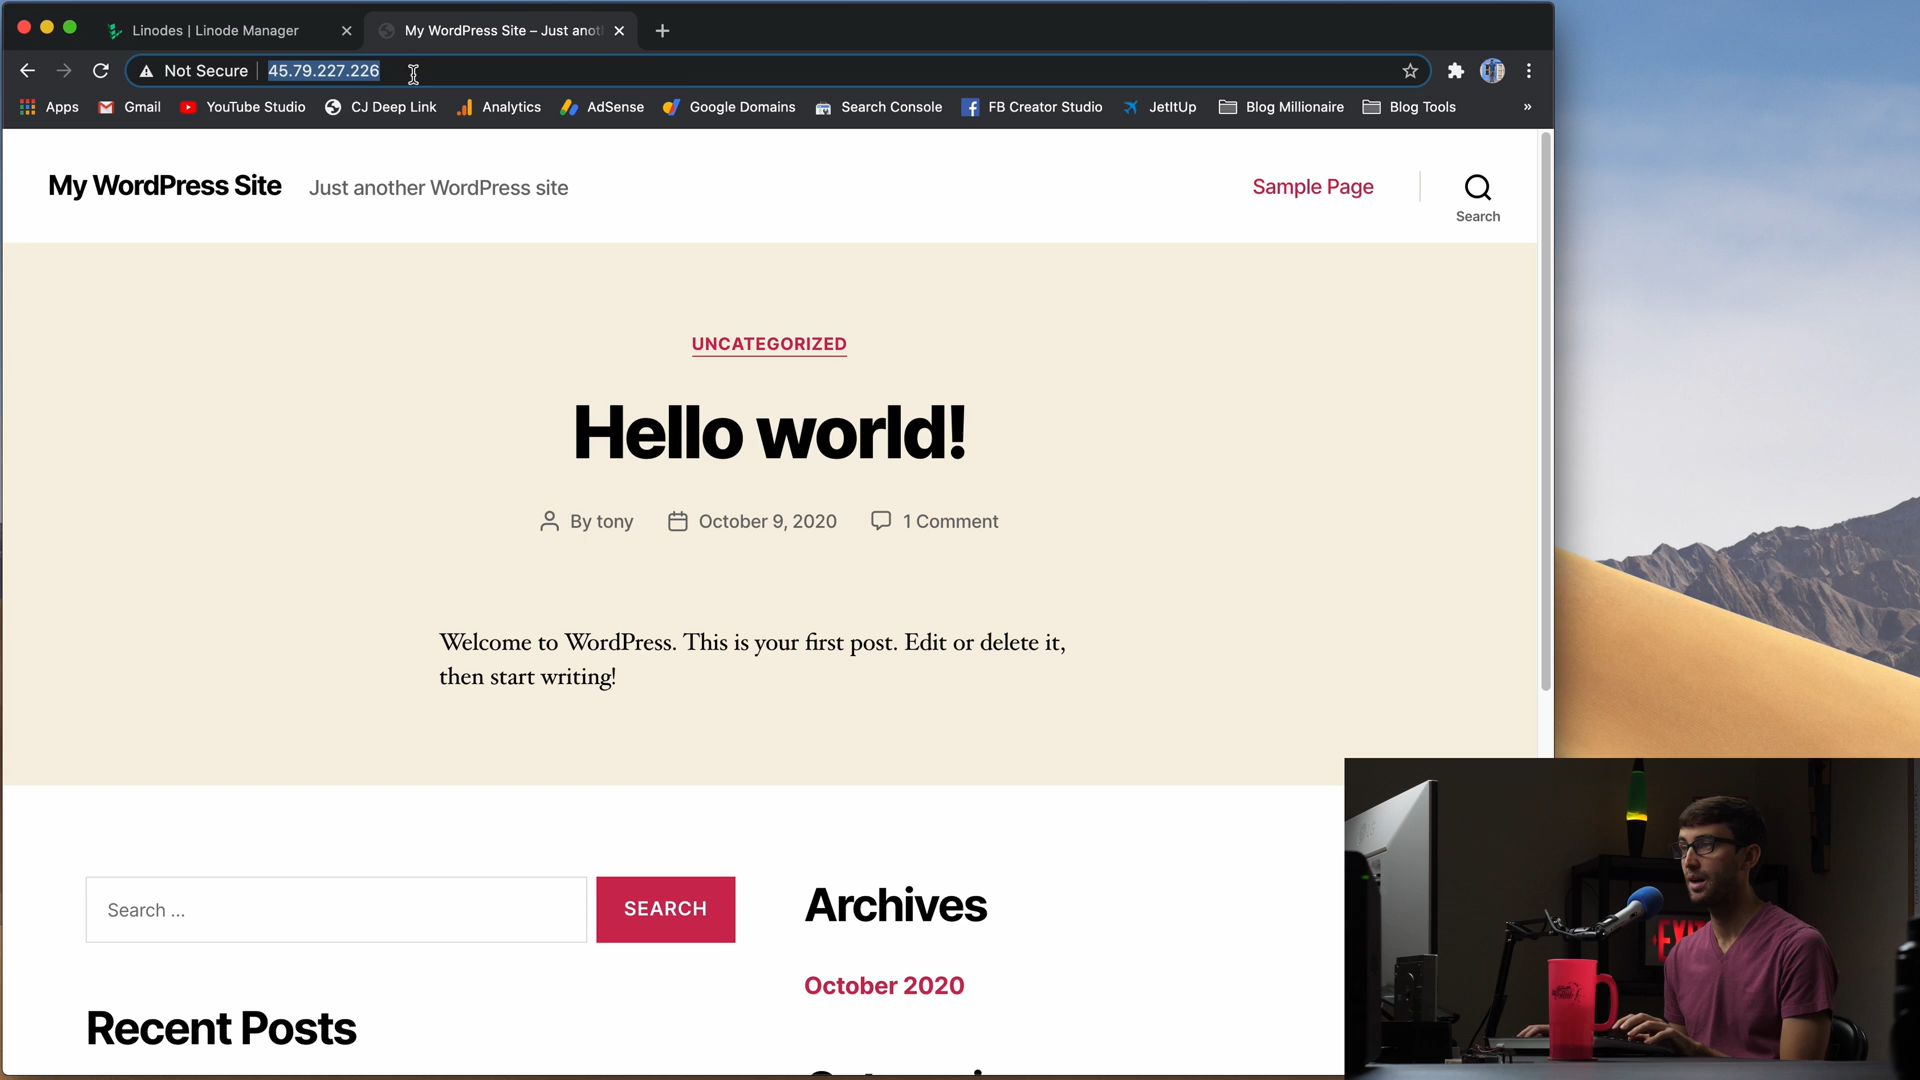 Linodes | Linode Manager
My WordPress Site – Just anot
Not Secure
45.79.227.226
Apps
Gmail
YouTube Studio
CJ Deep Link
Analytics
AdSense
Google Domains
Search Console
FB Creator Studio
JetItUp
Blog Millionaire
Blog Tools
»
My WordPress Site
Just another WordPress site
Sample Page
Search
UNCATEGORIZED
Hello world!
By tony
October 9, 2020
1 Comment
Welcome to WordPress. This is your first post. Edit or delete it,
then start writing!
Search ...
SEARCH
Archives
October 2020
Recent Posts